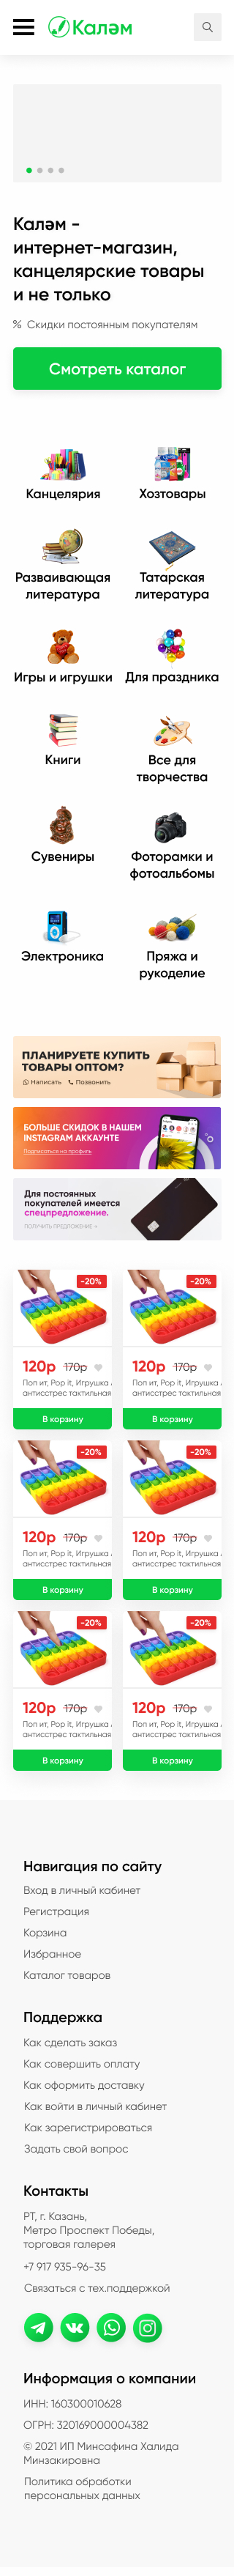 Каләм
Каләм -
интернет-магазин,
канцелярские товары
и не только
% Скидки постоянным покупателям
Смотреть каталог
Канцелярия
Хозтовары
Разваивающая
литература
Татарская
литература
Игры и игрушки
Для праздника
Книги
Все для
творчества
Сувениры
Фоторамки и
фотоальбомы
Электроника
Пряжа и
рукоделие
ПЛАНИРУЕТЕ КУПИТЬ
ТОВАРЫ ОПТОМ?
Написать Позвонить
БОЛЬШЕ СКИДОК В НАШЕМ
INSTAGRAM АККАУНТЕ
Подписаться на профиль
Для постоянных
покупателей имеется
спецпредложение.
ПОЛУЧИТЬ ПРЕДЛОЖЕНИЕ
-20%
120р 170р
Поп ит, Pop it, Игрушка
антисстрес тактильная
В корзину
-20%
120р 170р
Поп ит, Pop it, Игрушка
антисстрес тактильная
В корзину
-20%
120р 170р
Поп ит, Pop it, Игрушка
антисстрес тактильная
В корзину
-20%
120р 170р
Поп ит, Pop it, Игрушка
антисстрес тактильная
В корзину
-20%
120р 170р
Поп ит, Pop it, Игрушка
антисстрес тактильная
В корзину
-20%
120р 170р
Поп ит, Pop it, Игрушка
антисстрес тактильная
В корзину
Навигация по сайту
Вход в личный кабинет
Регистрация
Корзина
Избранное
Каталог товаров
Поддержка
Как сделать заказ
Как совершить оплату
Как оформить доставку
Как войти в личный кабинет
Как зарегистрироваться
Задать свой вопрос
Контакты
РТ, г. Казань,
Метро Проспект Победы,
торговая галерея
+7 917 935-96-35
Связаться с тех.поддержкой
Информация о компании
ИНН: 160300010628
ОГРН: 320169000004382
© 2021 ИП Минсафина Халида
Минзакировна
Политика обработки
персональных данных